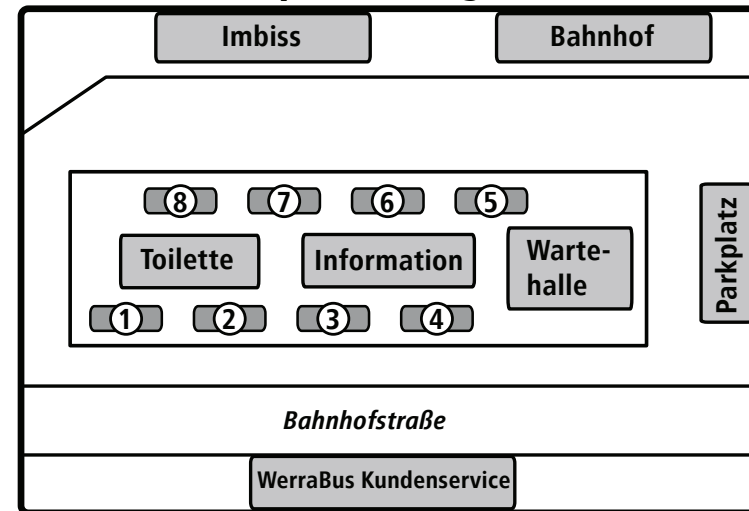 Imbiss
Bahnhof
8
7
6
5
Toilette
Information
Warte-
halle
Parkplatz
1
2
3
4
Bahnhofstraße
WerraBus Kundenservice